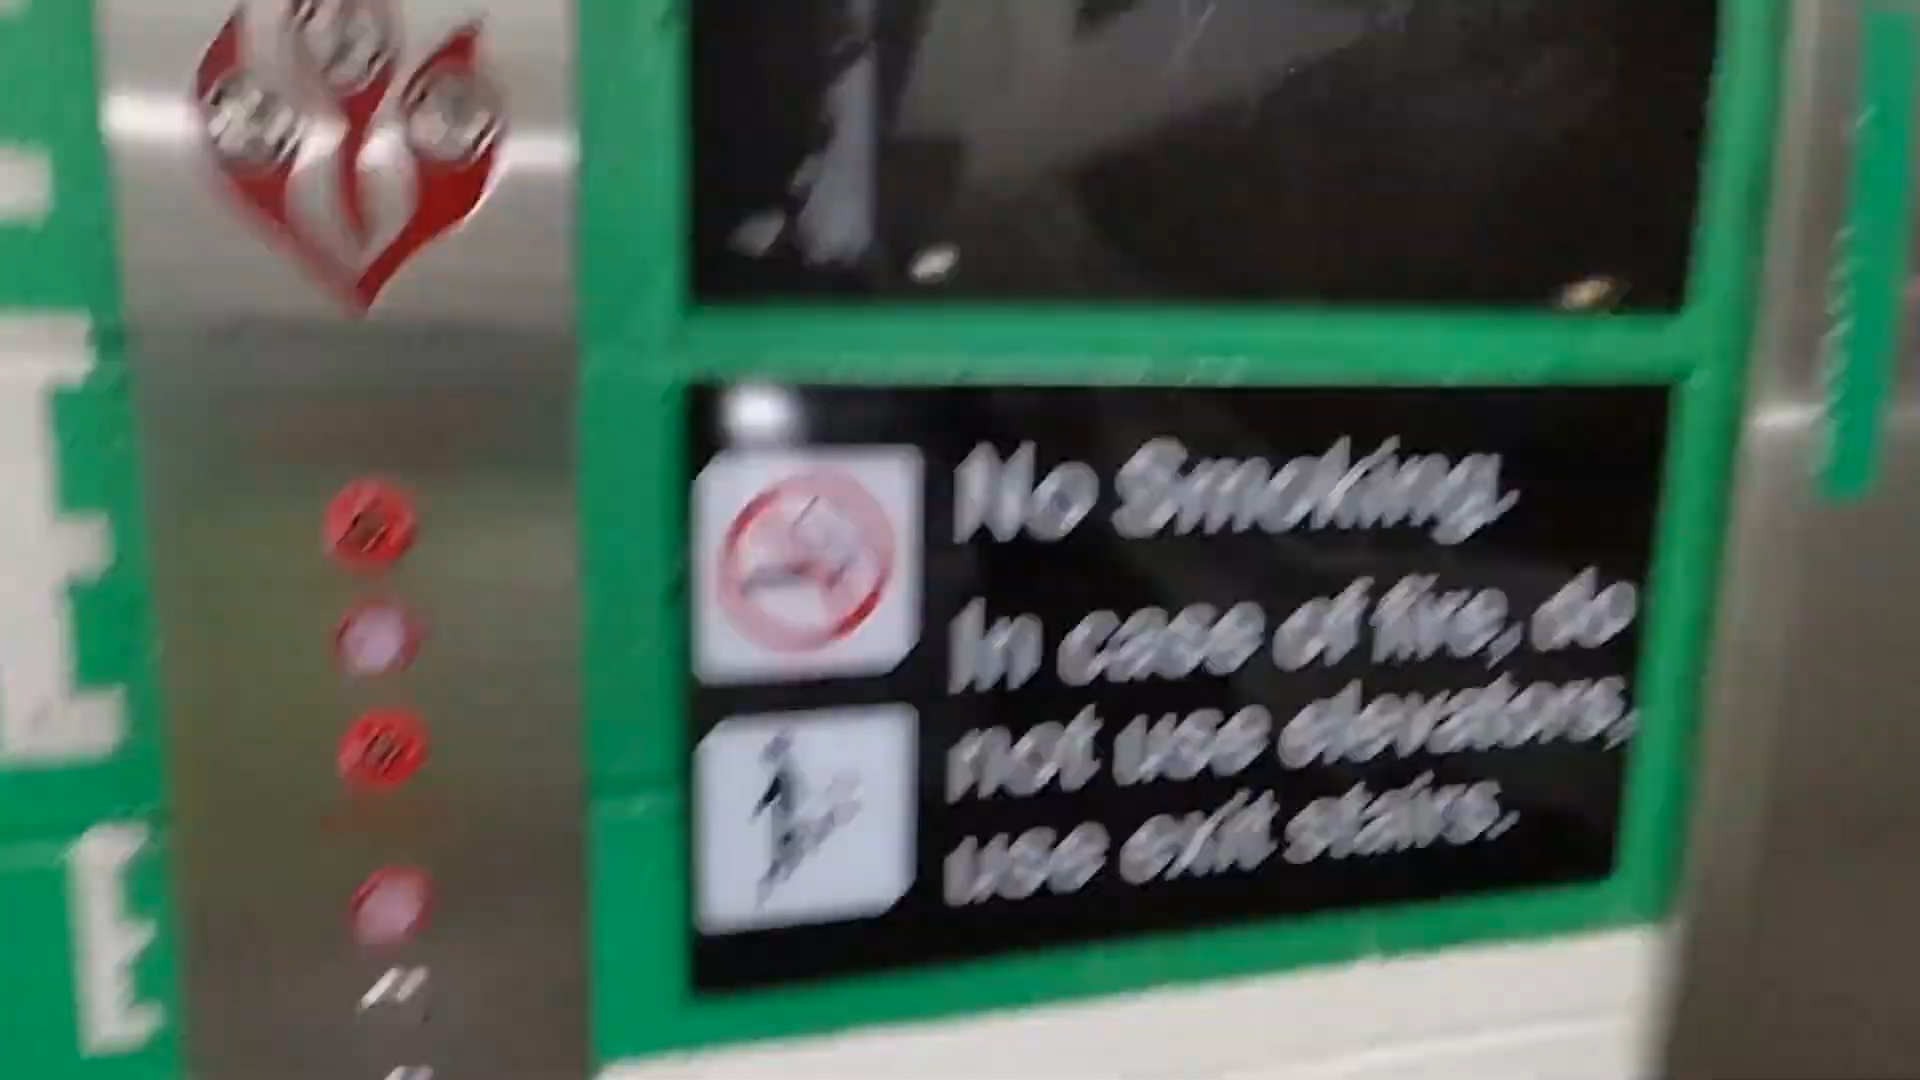 No Smoking
In case of fire, do
not use elevators,
use exit stairs.